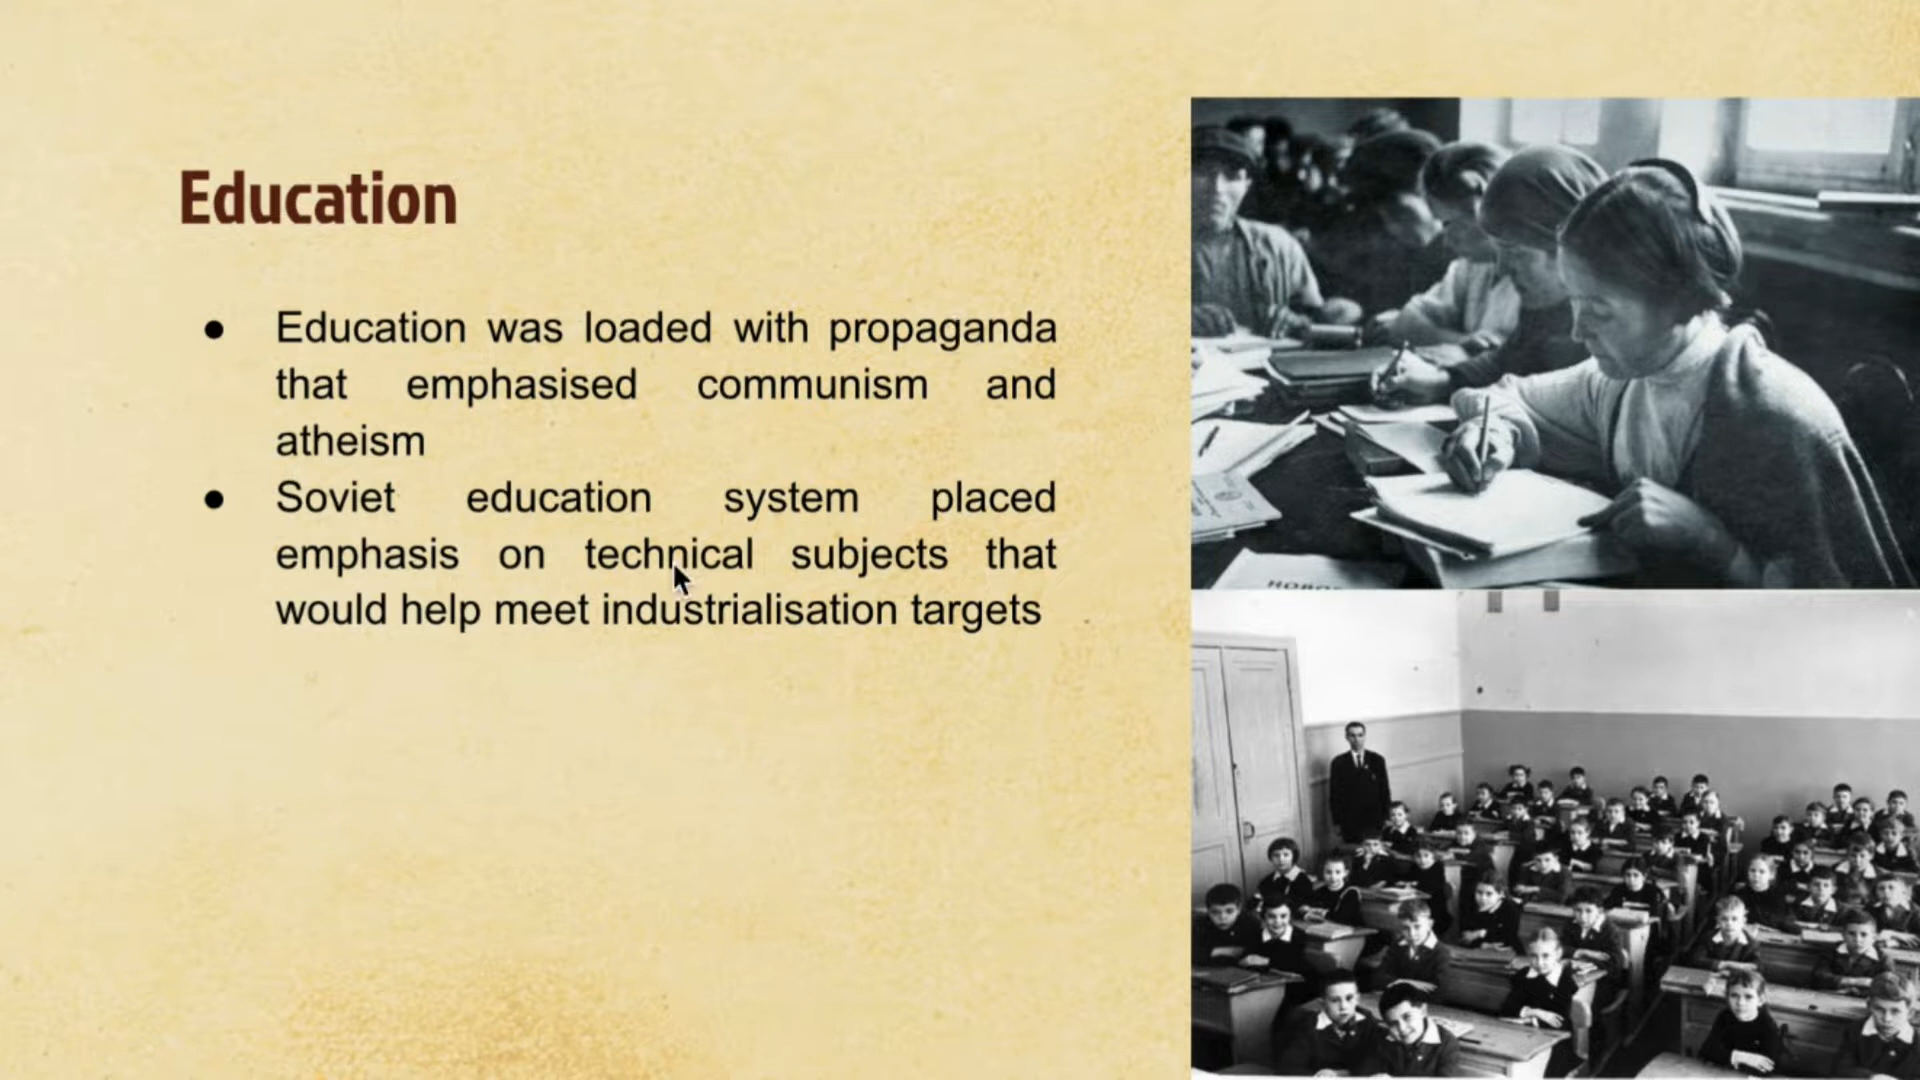 Education
● Education was loaded with propaganda
that emphasised communism and
atheism
● Soviet education system placed
emphasis on technical subjects that
would help meet industrialisation targets